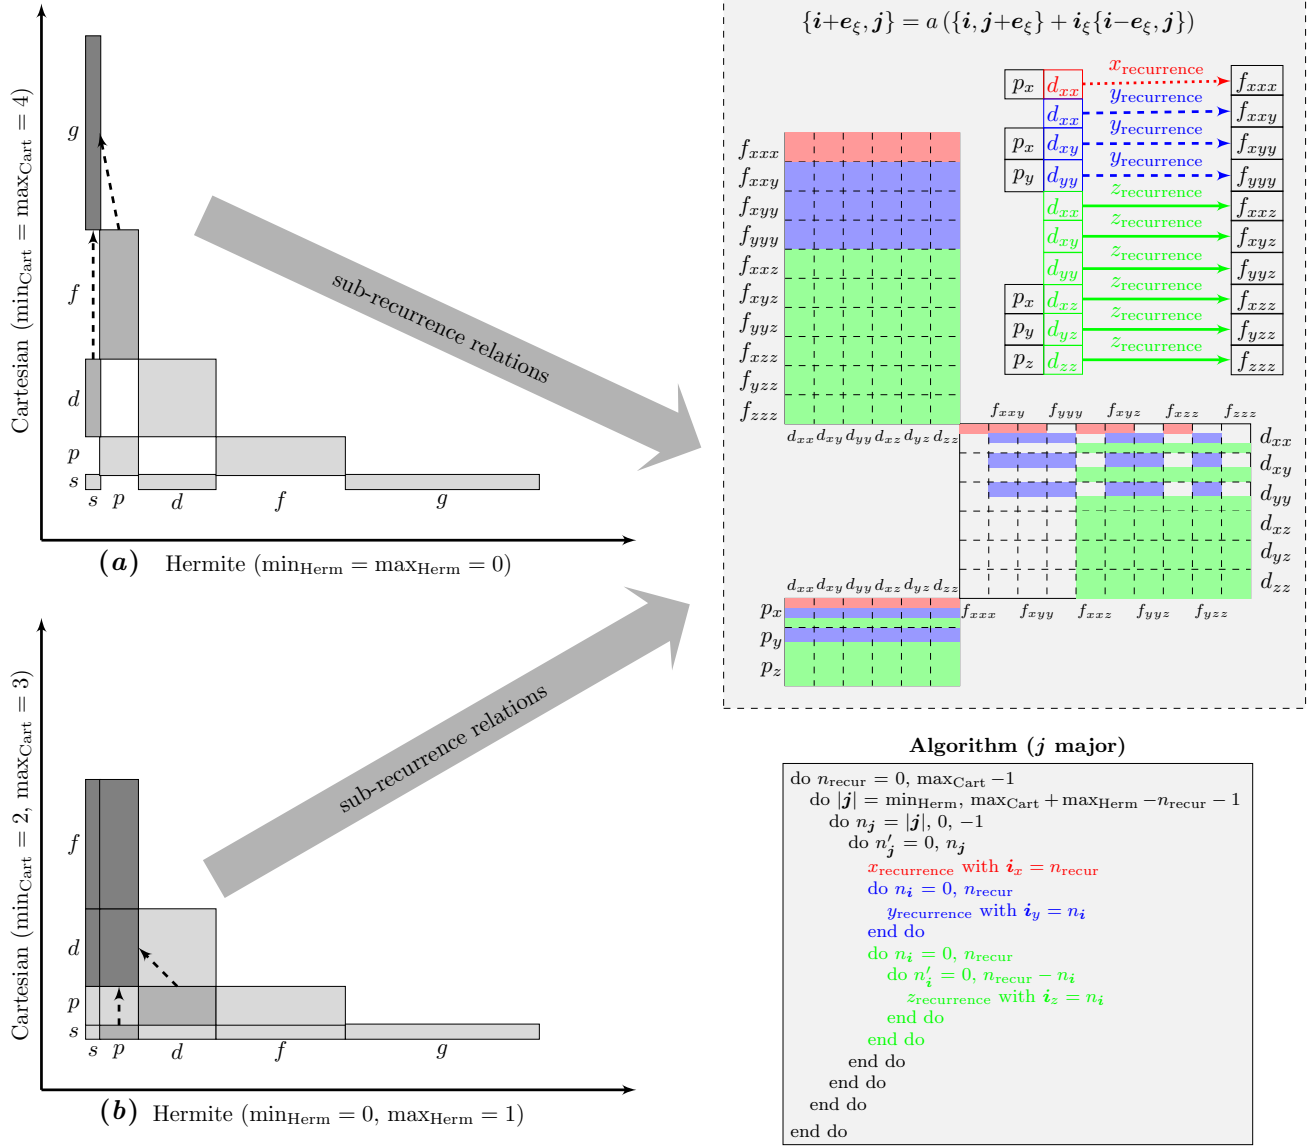 Cartesian (min_Cart = max_Cart = 4)
g
f
d
p
s
s p d f g
(a) Hermite (min_Herm = max_Herm = 0)
sub-recurrence relations
Cartesian (min_Cart = 2, max_Cart = 3)
f
d
p
s
s p d f g
(b) Hermite (min_Herm = 0, max_Herm = 1)
sub-recurrence relations
{i+e_ξ, j} = a ({i, j+e_ξ} + i_ξ{i−e_ξ, j})
p_x d_xx x_recurrence f_xxx
d_xx y_recurrence f_xxy
p_x d_xy y_recurrence f_xyy
p_y d_yy y_recurrence f_yyy
d_xx z_recurrence f_xxz
d_xy z_recurrence f_xyz
d_yy z_recurrence f_yyz
p_x d_xz z_recurrence f_xzz
p_y d_yz z_recurrence f_yzz
p_z d_zz z_recurrence f_zzz
f_xxx
f_xxy
f_xyy
f_yyy
f_xxz
f_xyz
f_yyz
f_xzz
f_yzz
f_zzz
d_xx d_xy d_yy d_xz d_yz d_zz
f_xxy f_yyy f_xyz f_xzz f_zzz
d_xx
d_xy
d_yy
d_xz
d_yz
d_zz
f_xxx f_xyy f_xxz f_yyz f_yzz
d_xx d_xy d_yy d_xz d_yz d_zz
p_x
p_y
p_z
Algorithm (j major)
do n_recur = 0, max_Cart −1
do |j| = min_Herm, max_Cart + max_Herm −n_recur − 1
do n_j = |j|, 0, −1
do n′_j = 0, n_j
x_recurrence with i_x = n_recur
do n_i = 0, n_recur
y_recurrence with i_y = n_i
end do
do n_i = 0, n_recur
do n′_i = 0, n_recur − n_i
z_recurrence with i_z = n_i
end do
end do
end do
end do
end do
end do